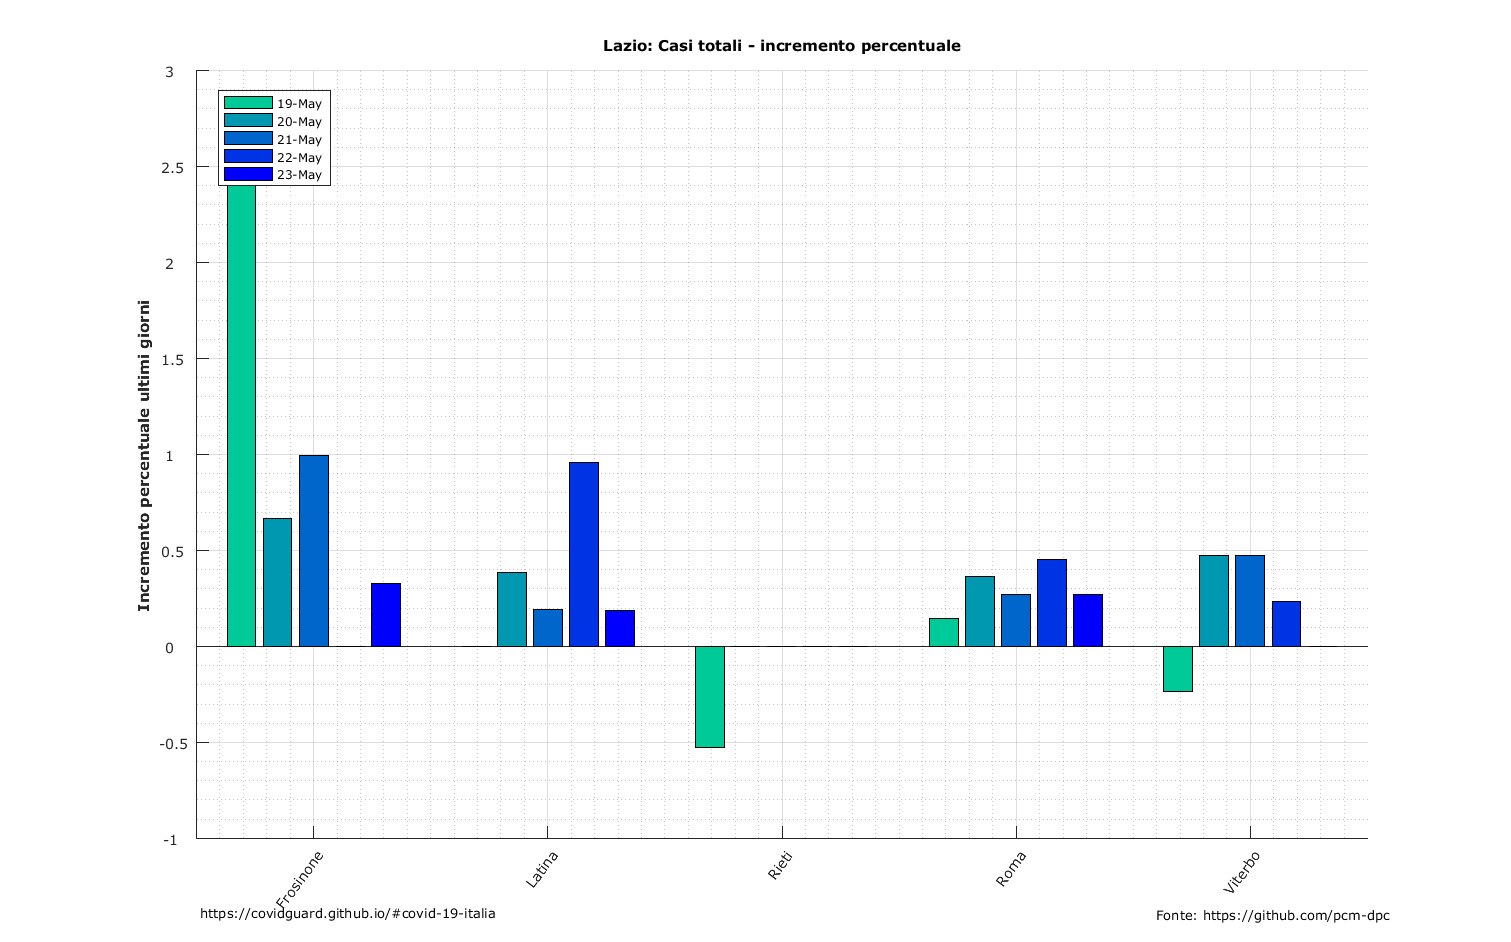 Lazio: Casi totali - incremento percentuale
3
2.5
2
1.5
1
0.5
0
-0.5
-1
Incremento percentuale ultimi giorni
19-May
20-May
21-May
22-May
23-May
Frosinone
Latina
Rieti
Roma
Viterbo
https://covidguard.github.io/#covid-19-italia
Fonte: https://github.com/pcm-dpc